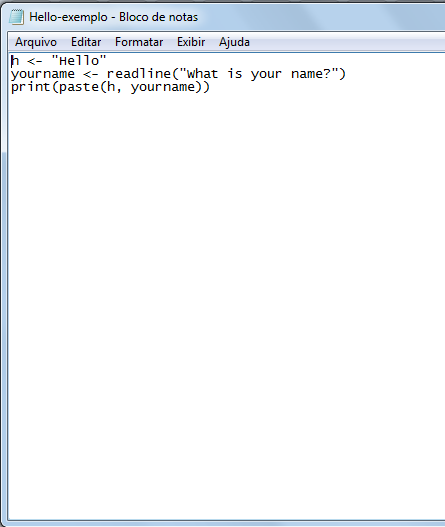 Hello-exemplo - Bloco de notas
Arquivo Editar Formatar Exibir Ajuda
h <- "Hello"
yourname <- readline("what is your name?")
print(paste(h, yourname))